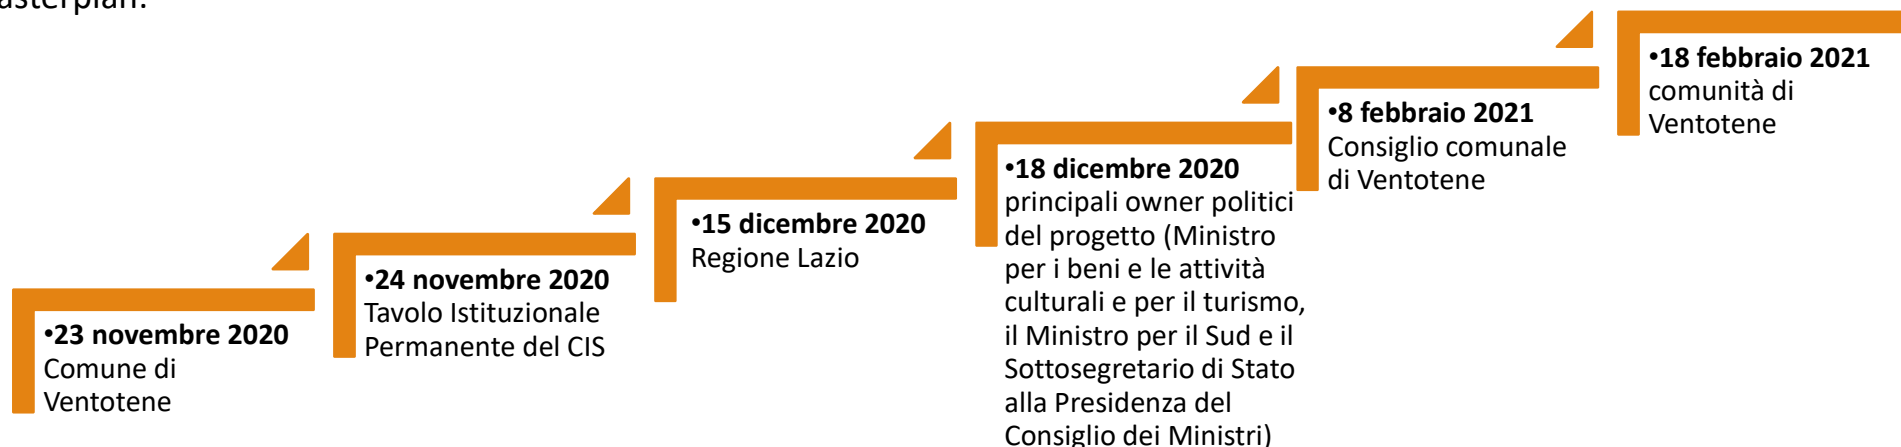 •23 novembre 2020
Comune di
Ventotene
•24 novembre 2020
Tavolo Istituzionale
Permanente del CIS
•15 dicembre 2020
Regione Lazio
•18 dicembre 2020
principali owner politici
del progetto (Ministro
per i beni e le attività
culturali e per il turismo,
il Ministro per il Sud e il
Sottosegretario di Stato
alla Presidenza del
Consiglio dei Ministri)
•8 febbraio 2021
Consiglio comunale
di Ventotene
•18 febbraio 2021
comunità di
Ventotene